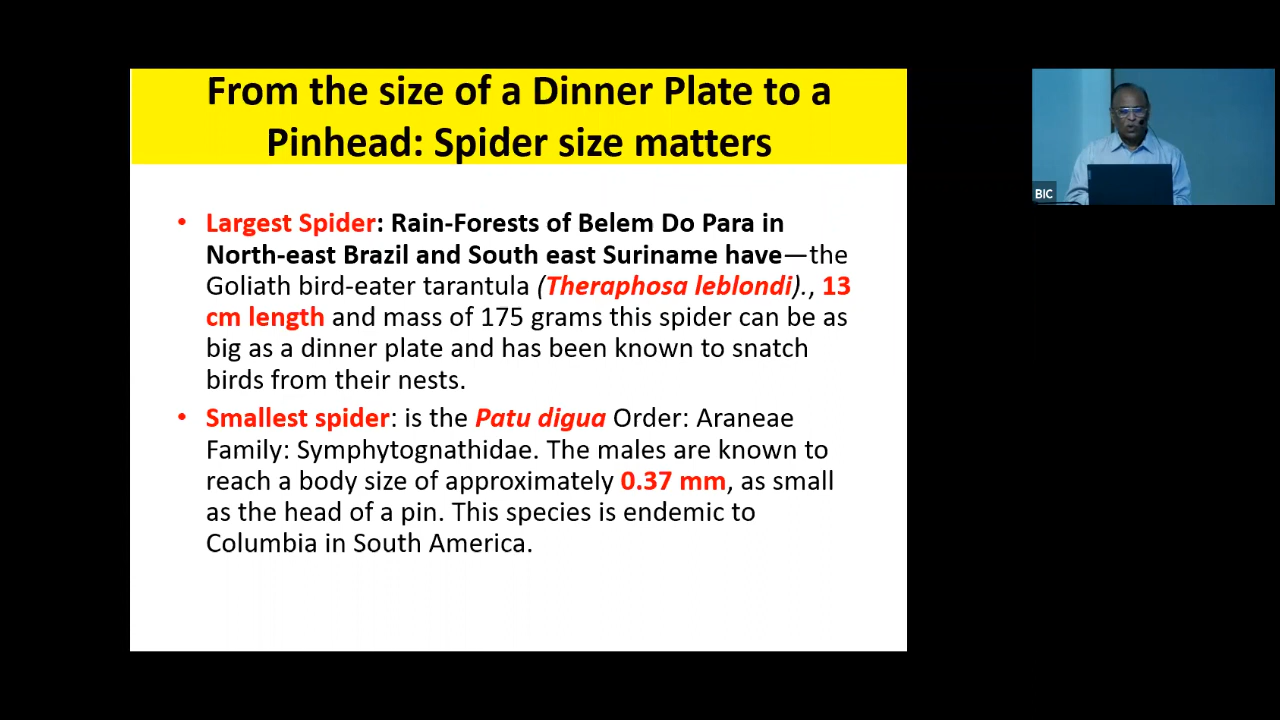 From the size of a Dinner Plate to a
Pinhead: Spider size matters
• Largest Spider: Rain-Forests of Belem Do Para in
North-east Brazil and South east Suriname have—the
Goliath bird-eater tarantula (Theraphosa leblondi)., 13
cm length and mass of 175 grams this spider can be as
big as a dinner plate and has been known to snatch
birds from their nests.
• Smallest spider: is the Patu digua Order: Araneae
Family: Symphytognathidae. The males are known to
reach a body size of approximately 0.37 mm, as small
as the head of a pin. This species is endemic to
Columbia in South America.
BIC